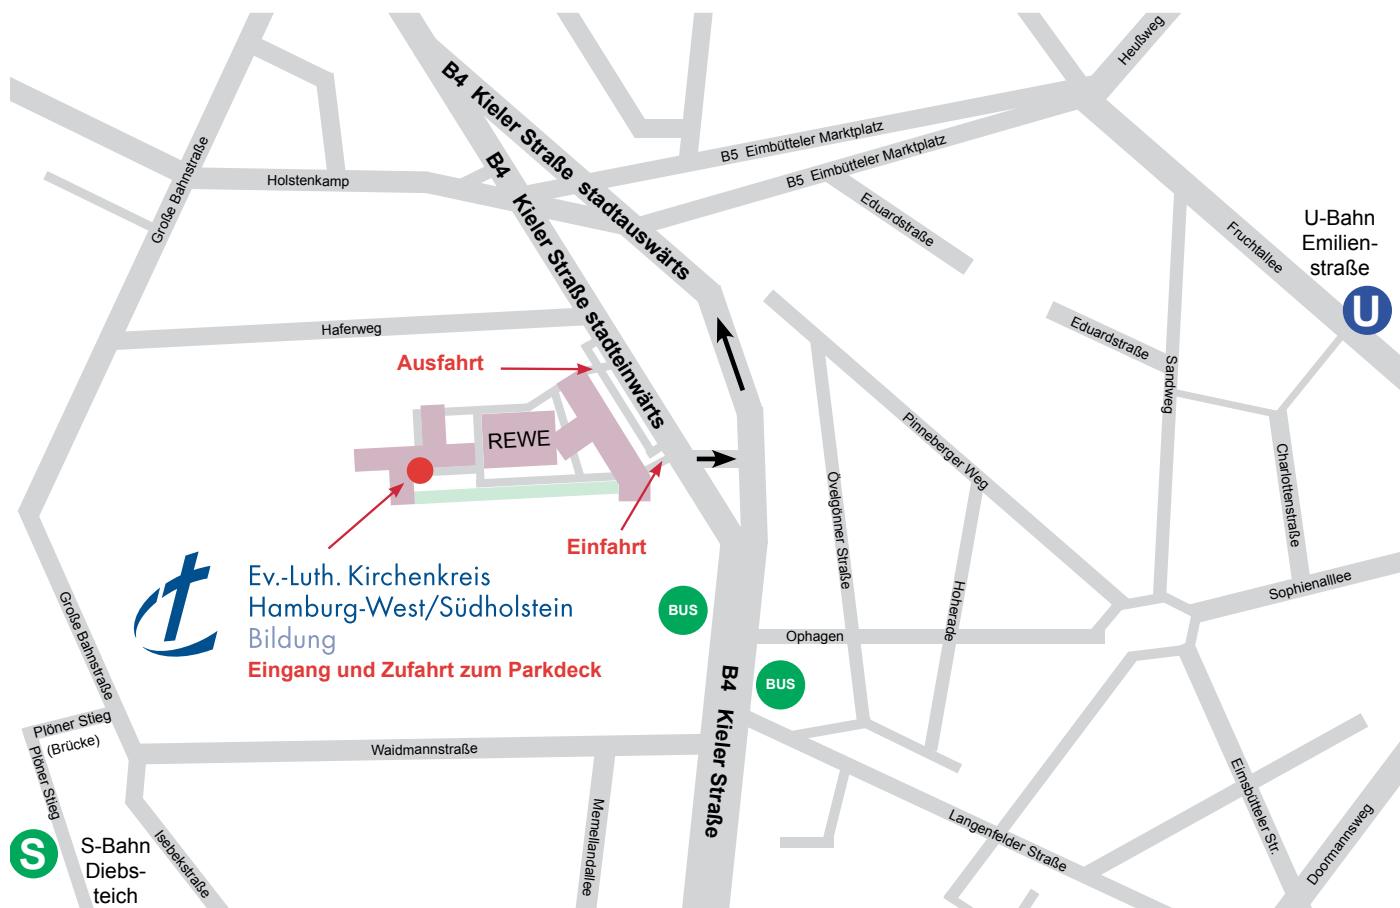 Heußweg
B4 Kieler Straße stadtauswärts
B5 Eimbütteler Marktplatz
B5 Eimbütteler Marktplatz
B4 Kieler Straße stadteinwärts
Große Bahnstraße
Holstenkamp
Eduardstraße
Fruchtallee
U-Bahn
Emilien-
straße
U
Haferweg
Eduardstraße
Sandweg
Ausfahrt
REWE
Pinneberger Weg
Övelgönner Straße
Charlottenstraße
Einfahrt
Ev.-Luth. Kirchenkreis
Hamburg-West/Südholstein
Bildung
Eingang und Zufahrt zum Parkdeck
BUS
Hoherade
Sophienalllee
Ophagen
BUS
B4 Kieler Straße
Große Bahnstraße
Plöner Stieg
(Brücke)
Plöner Stieg
Waidmannstraße
Memellandallee
Isebekstraße
Langenfelder Straße
Eimsbütteler Str.
Doormannsweg
S
S-Bahn
Diebs-
teich